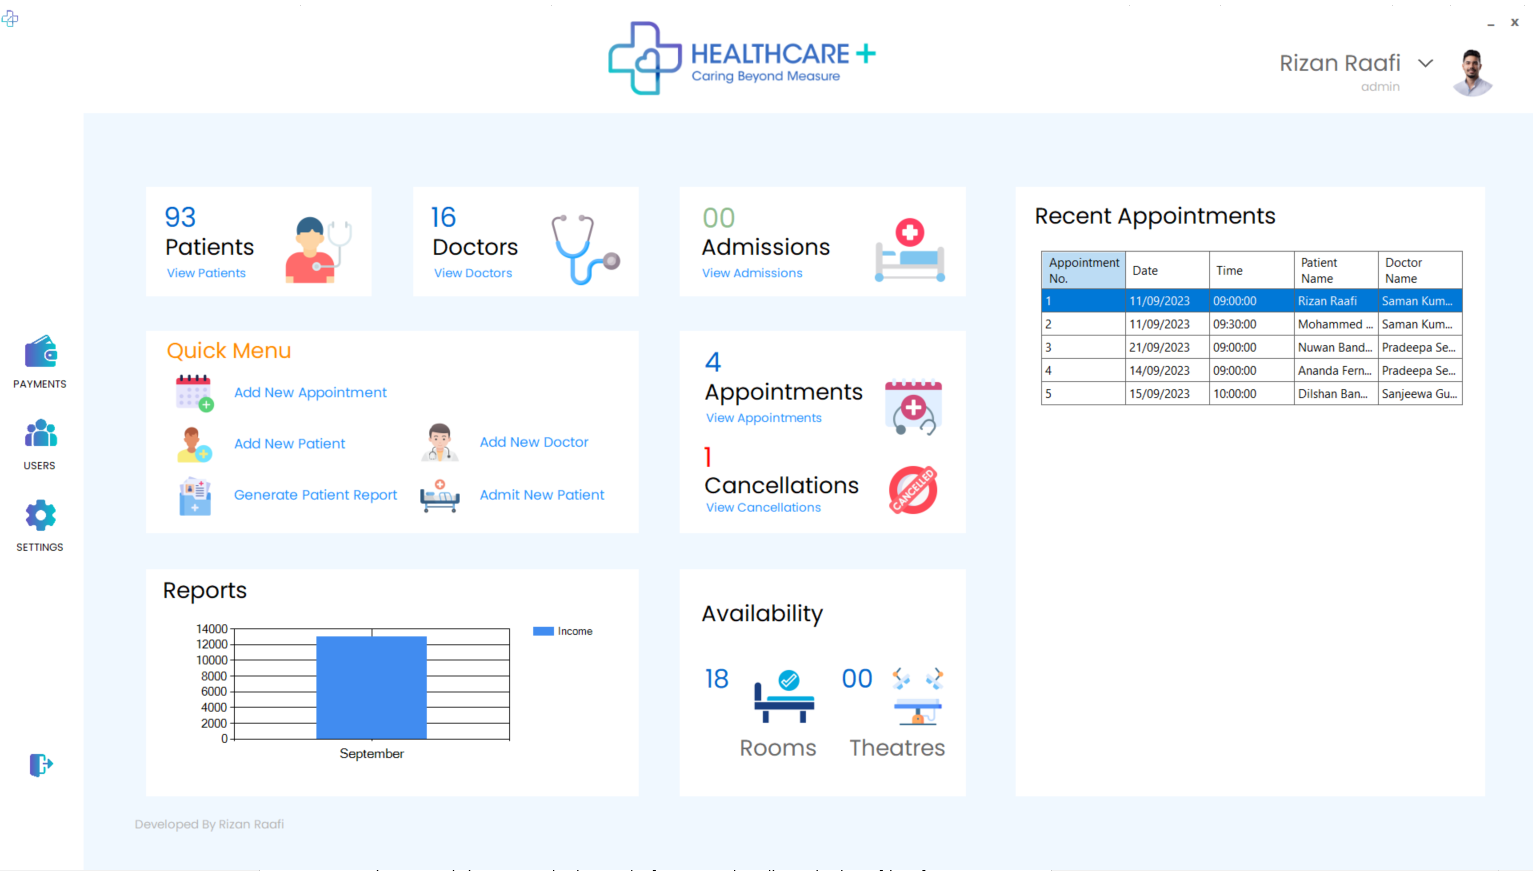 HEALTHCARE +
Caring Beyond Measure
_ x
Rizan Raafi
admin
93
Patients
View Patients
16
Doctors
View Doctors
00
Admissions
View Admissions
Recent Appointments
Appointment No. Date Time Patient Name Doctor Name
1 11/09/2023 09:00:00 Rizan Raafi Saman Kum...
2 11/09/2023 09:30:00 Mohammed ... Saman Kum...
3 21/09/2023 09:00:00 Nuwan Band... Pradeepa Se...
4 14/09/2023 09:00:00 Ananda Fern... Pradeepa Se...
5 15/09/2023 10:00:00 Dilshan Ban... Sanjeewa Gu...
PAYMENTS
USERS
SETTINGS
Quick Menu
Add New Appointment
Add New Patient
Add New Doctor
Generate Patient Report
Admit New Patient
4
Appointments
View Appointments
1
Cancellations
View Cancellations
CANCELLED
Reports
14000
12000
10000
8000
6000
4000
2000
0
September
Income
Availability
18
00
Rooms
Theatres
Developed By Rizan Raafi